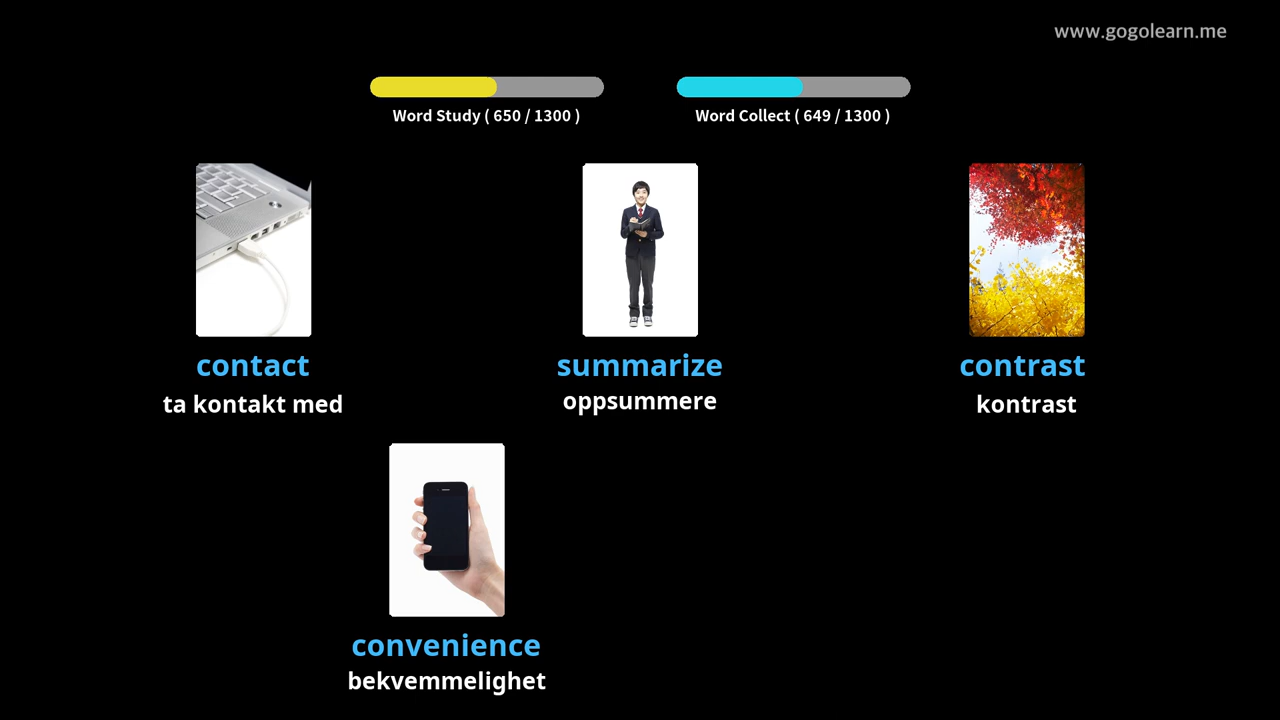 www.gogolearn.me
Word Study ( 650 / 1300 )
Word Collect ( 649 / 1300 )
contact
ta kontakt med
summarize
oppsummere
contrast
kontrast
convenience
bekvemmelighet